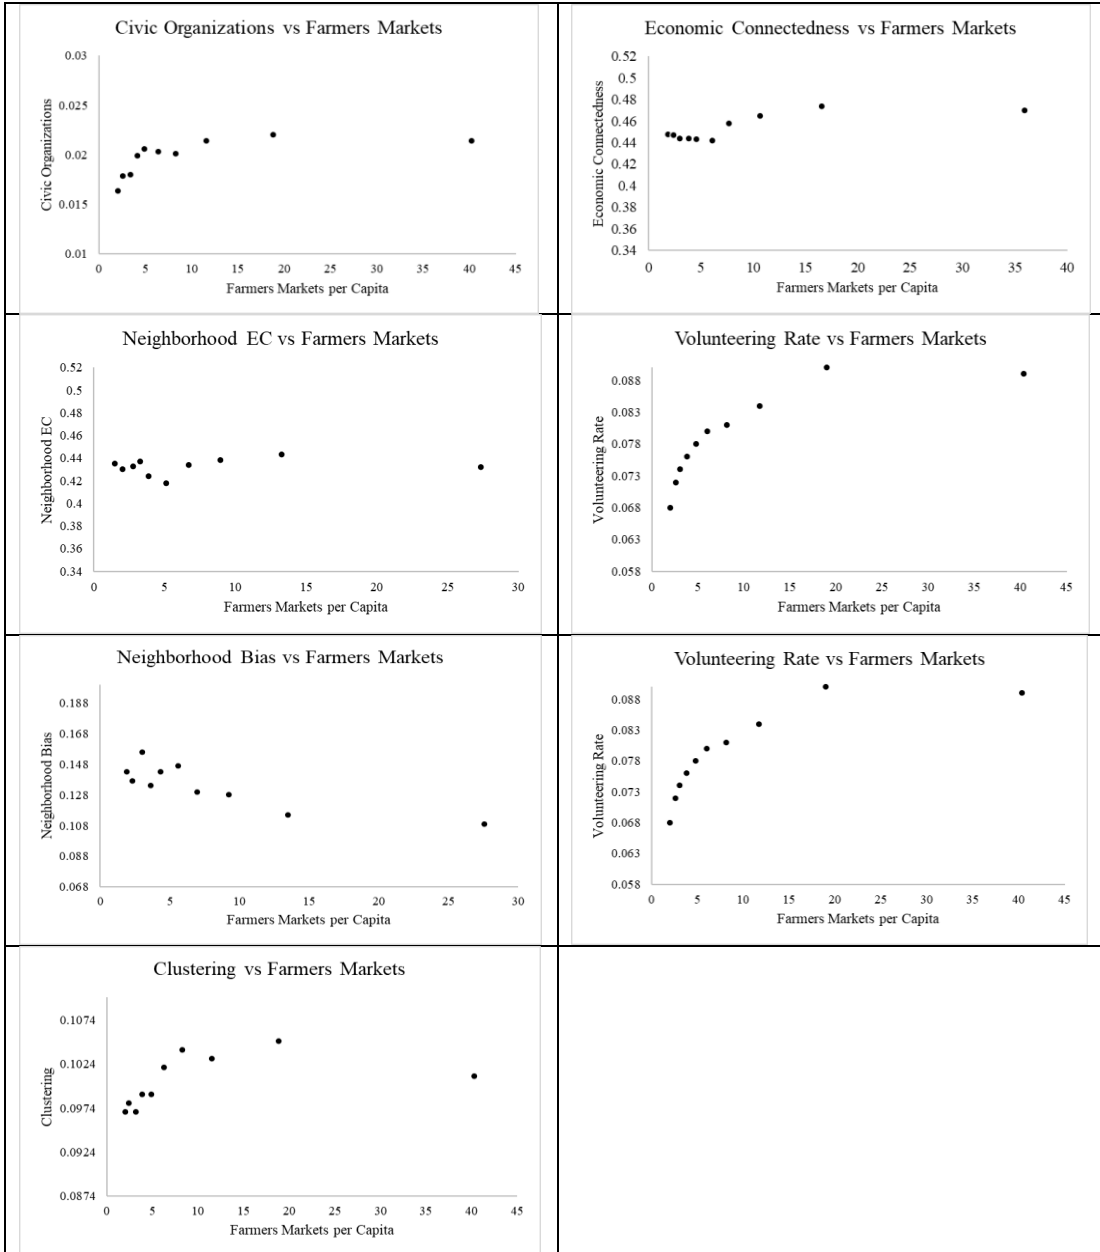 Civic Organizations vs Farmers Markets
0.03
0.025
0.02
0.015
0.01
Civic Organizations
0 5 10 15 20 25 30 35 40 45
Farmers Markets per Capita
Economic Connectedness vs Farmers Markets
0.52
0.5
0.48
0.46
0.44
0.42
0.4
0.38
0.36
0.34
Economic Connectedness
0 5 10 15 20 25 30 35 40
Farmers Markets per Capita
Neighborhood EC vs Farmers Markets
0.52
0.5
0.48
0.46
0.44
0.42
0.4
0.38
0.36
0.34
Neighborhood EC
0 5 10 15 20 25 30
Farmers Markets per Capita
Volunteering Rate vs Farmers Markets
0.088
0.083
0.078
0.073
0.068
0.063
0.058
Volunteering Rate
0 5 10 15 20 25 30 35 40 45
Farmers Markets per Capita
Neighborhood Bias vs Farmers Markets
0.188
0.168
0.148
0.128
0.108
0.088
0.068
Neighborhood Bias
0 5 10 15 20 25 30
Farmers Markets per Capita
Volunteering Rate vs Farmers Markets
0.088
0.083
0.078
0.073
0.068
0.063
0.058
Volunteering Rate
0 5 10 15 20 25 30 35 40 45
Farmers Markets per Capita
Clustering vs Farmers Markets
0.1074
0.1024
0.0974
0.0924
0.0874
Clustering
0 5 10 15 20 25 30 35 40 45
Farmers Markets per Capita